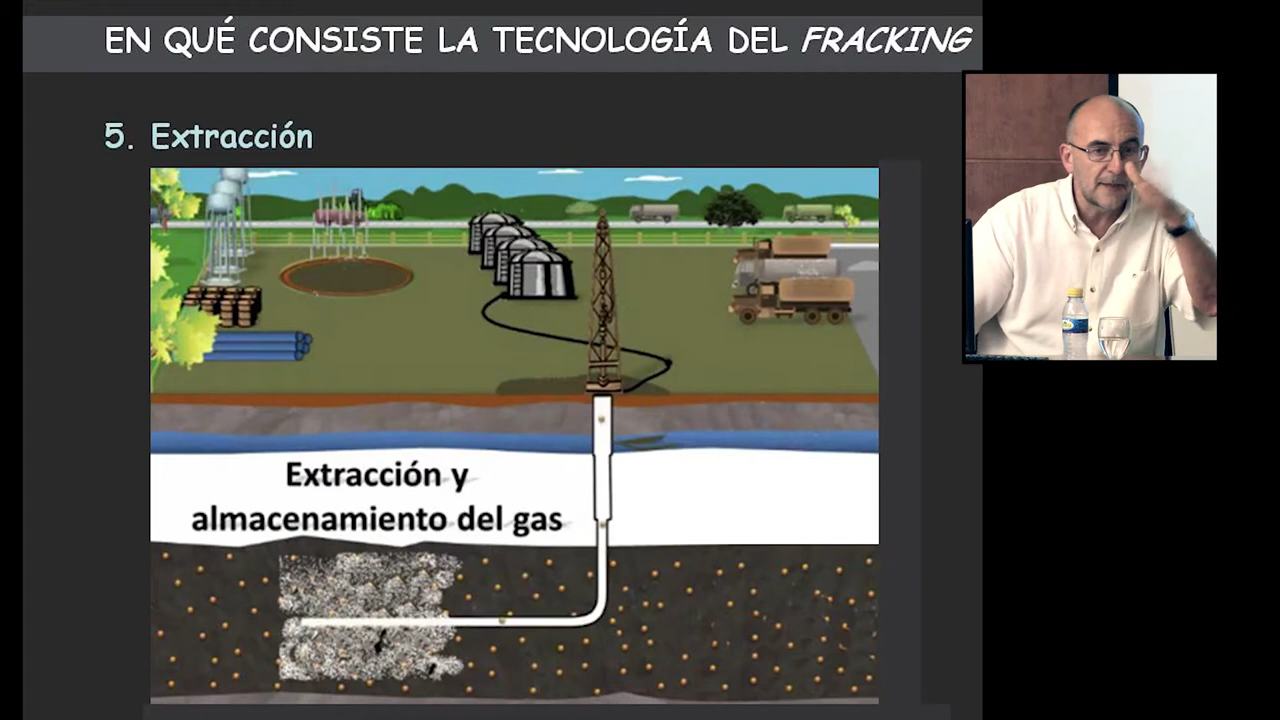 EN QUÉ CONSISTE LA TECNOLOGÍA DEL FRACKING
5. Extracción
Extracción y
almacenamiento del gas